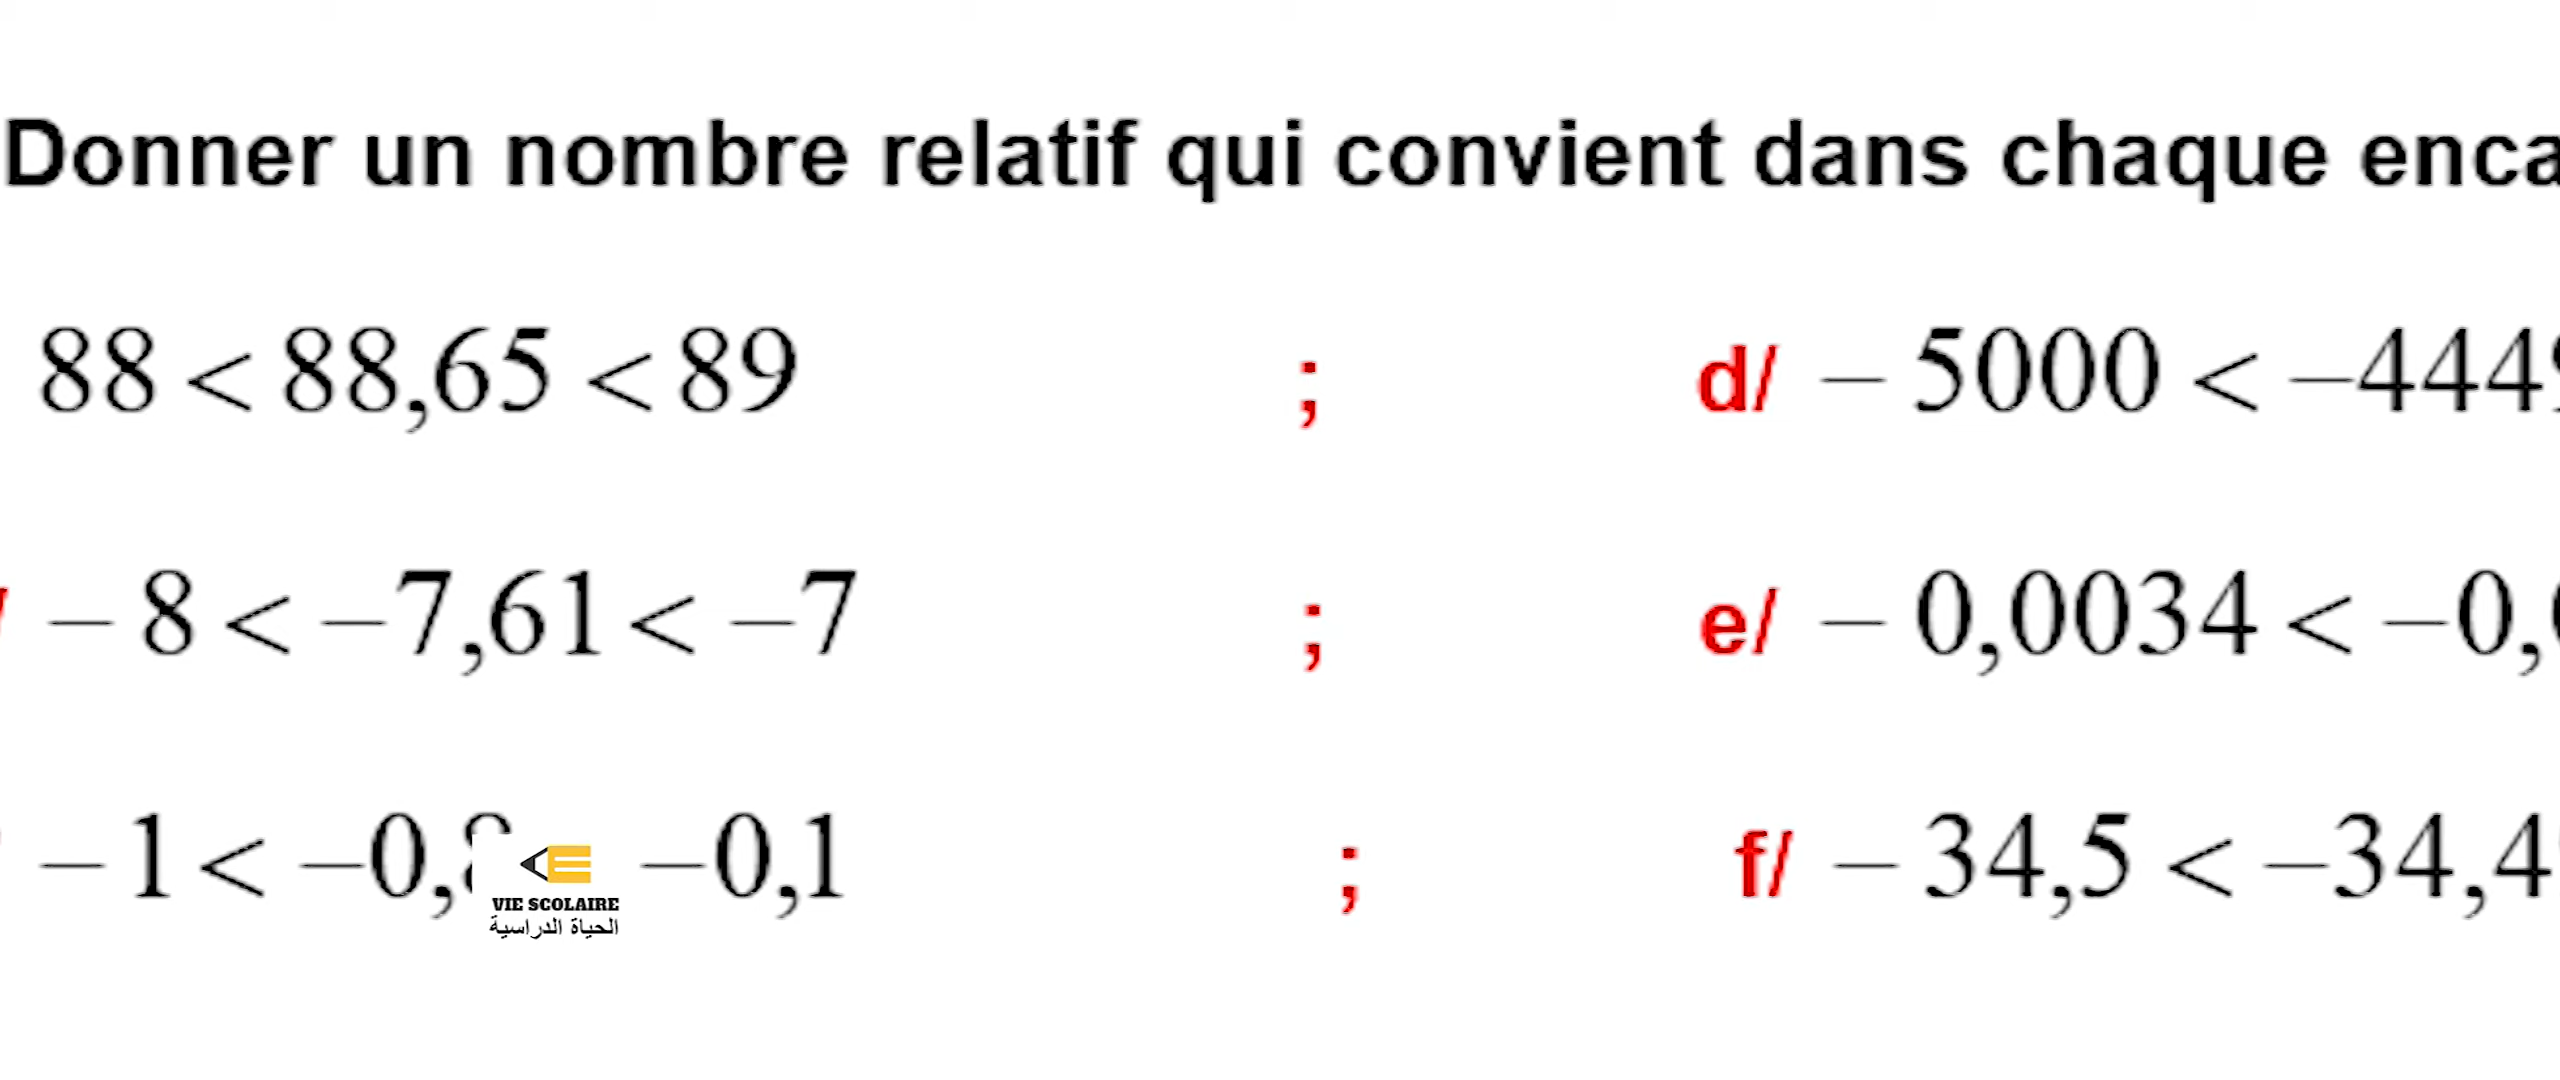 Donner un nombre relatif qui convient dans chaque enca
88 < 88,65 < 89 ; d/ – 5000 < –444
/ – 8 < –7,61 < –7 ; e/ – 0,0034 < –0,
– 1 < –0, –0,1 ; f/ – 34,5 < –34,4
VIE SCOLAIRE
الحياة الدراسية